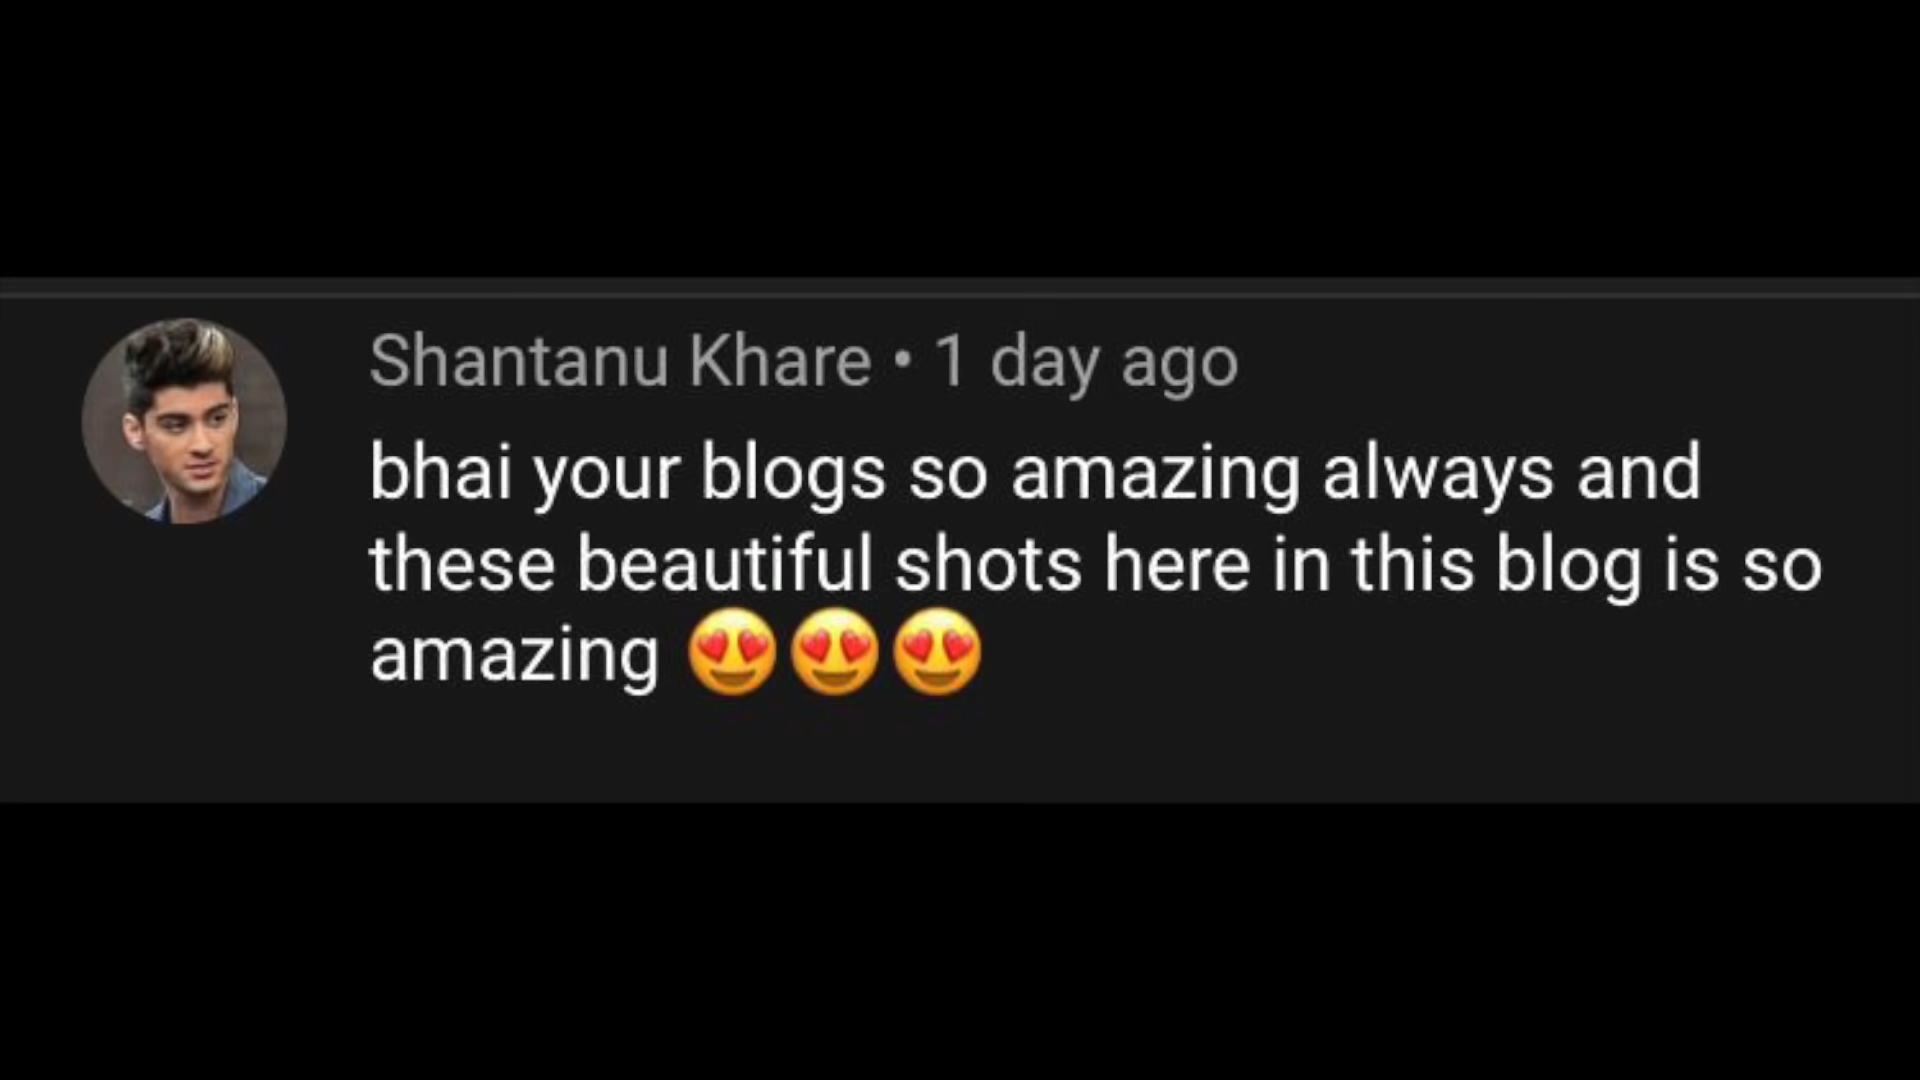 Shantanu Khare • 1 day ago
bhai your blogs so amazing always and
these beautiful shots here in this blog is so
amazing 😍😍😍